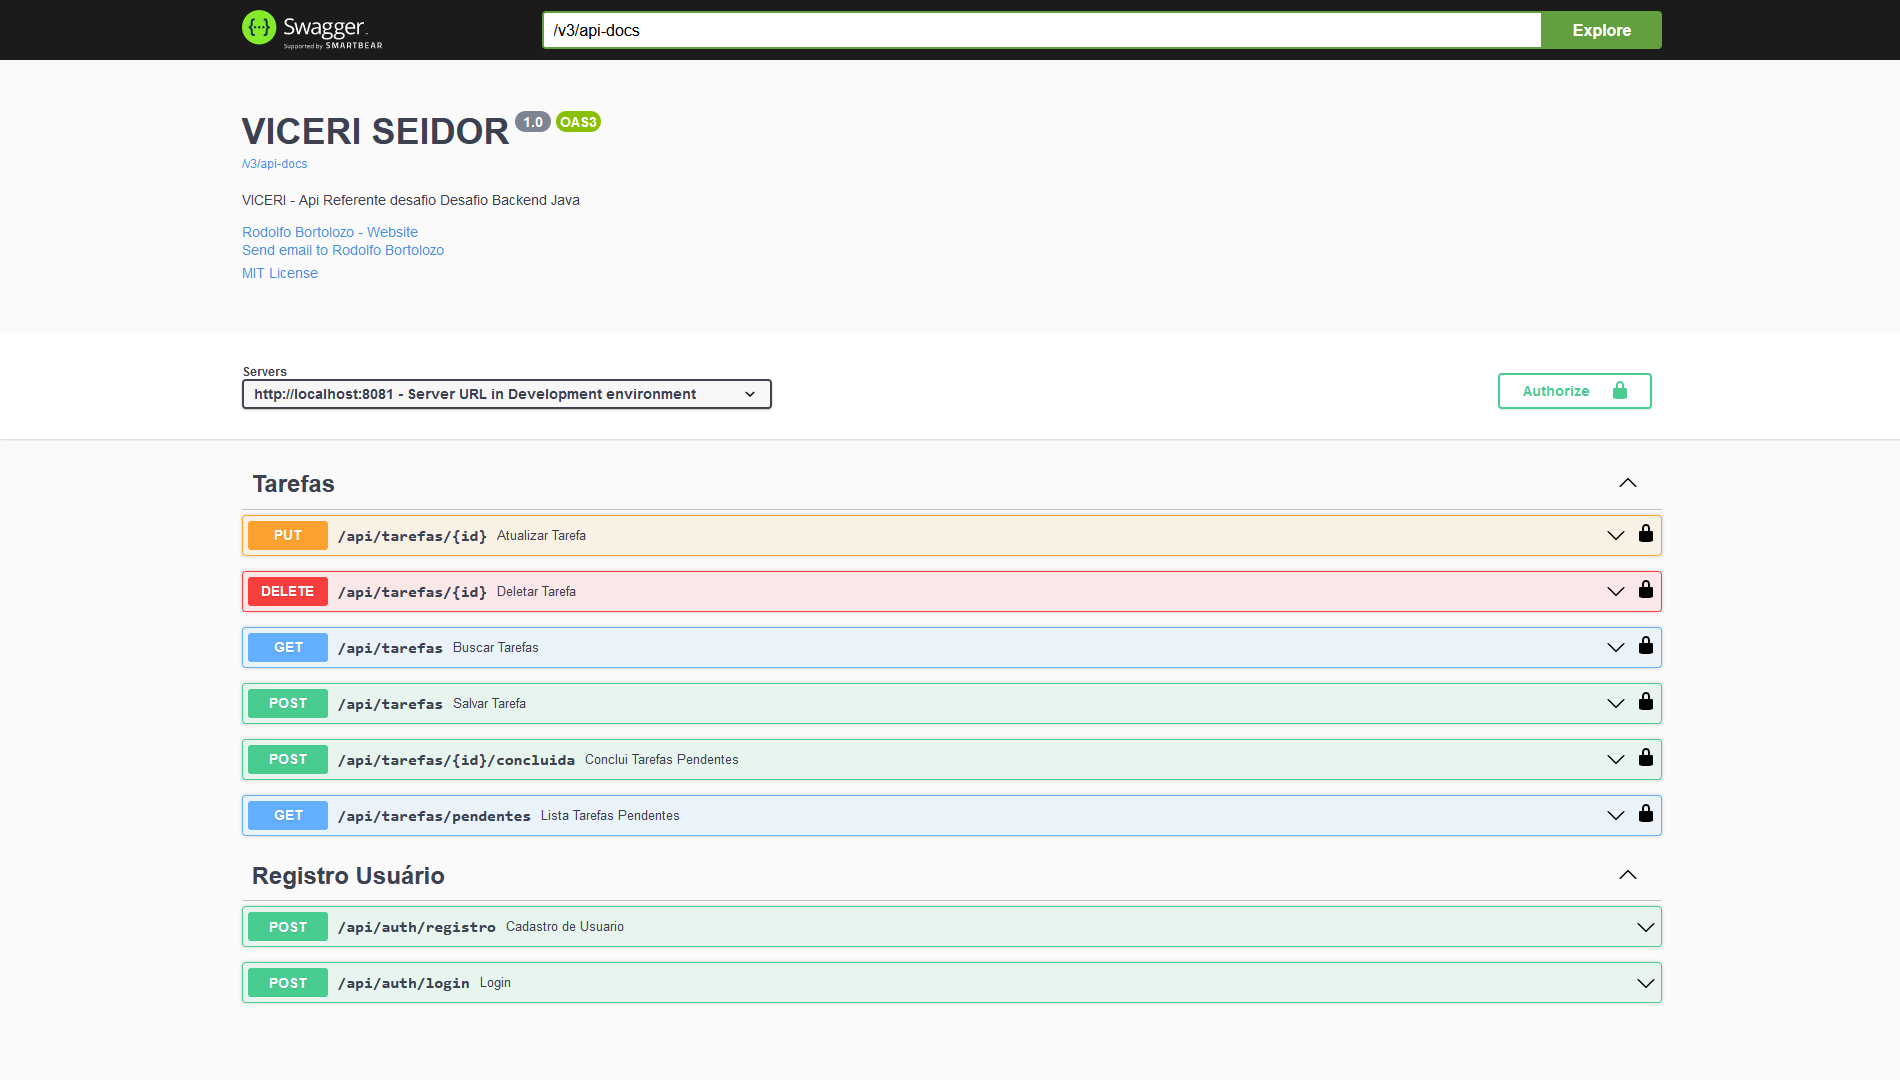 Swagger
Supported by SMARTBEAR
/v3/api-docs
Explore
VICERI SEIDOR 1.0 OAS3
/v3/api-docs
VICERI - Api Referente desafio Desafio Backend Java
Rodolfo Bortolozo - Website
Send email to Rodolfo Bortolozo
MIT License
Servers
http://localhost:8081 - Server URL in Development environment
Authorize
Tarefas
PUT /api/tarefas/{id} Atualizar Tarefa
DELETE /api/tarefas/{id} Deletar Tarefa
GET /api/tarefas Buscar Tarefas
POST /api/tarefas Salvar Tarefa
POST /api/tarefas/{id}/concluida Conclui Tarefas Pendentes
GET /api/tarefas/pendentes Lista Tarefas Pendentes
Registro Usuário
POST /api/auth/registro Cadastro de Usuario
POST /api/auth/login Login